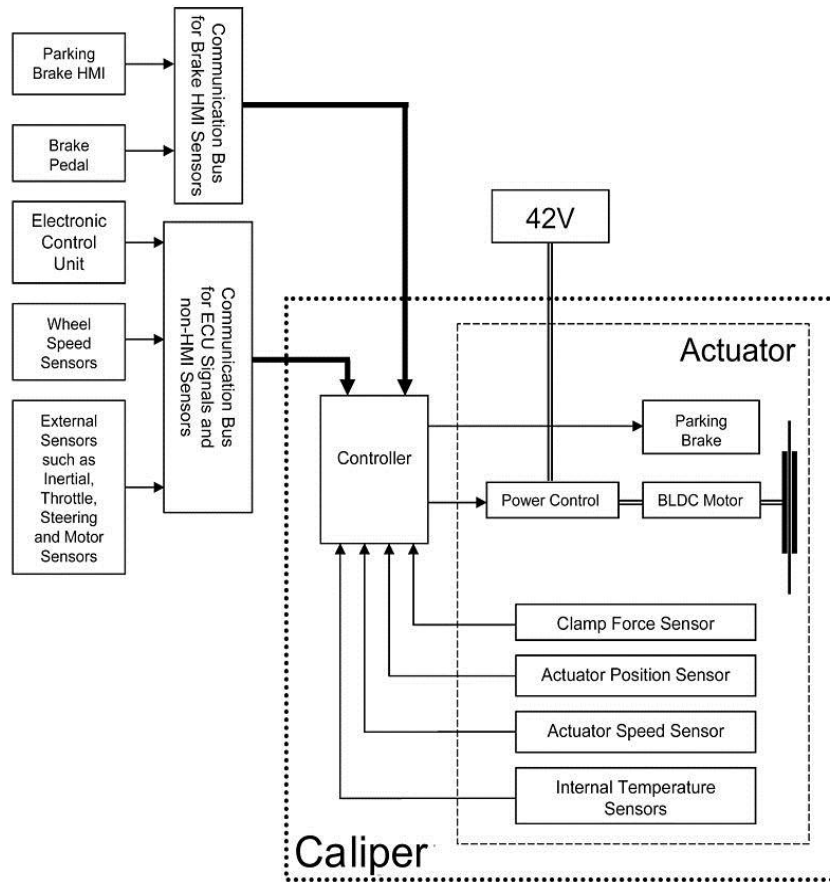 Parking
Brake HMI
Brake
Pedal
Electronic
Control
Unit
Wheel
Speed
Sensors
External
Sensors
such as
Inertial,
Throttle,
Steering
and Motor
Sensors
Communication Bus
for Brake HMI
Sensors
Communication Bus
for ECU Signals and
non-HMI Sensors
42V
Actuator
Controller
Parking
Brake
Power Control
BLDC Motor
Clamp Force Sensor
Actuator Position Sensor
Actuator Speed Sensor
Internal Temperature
Sensors
Caliper